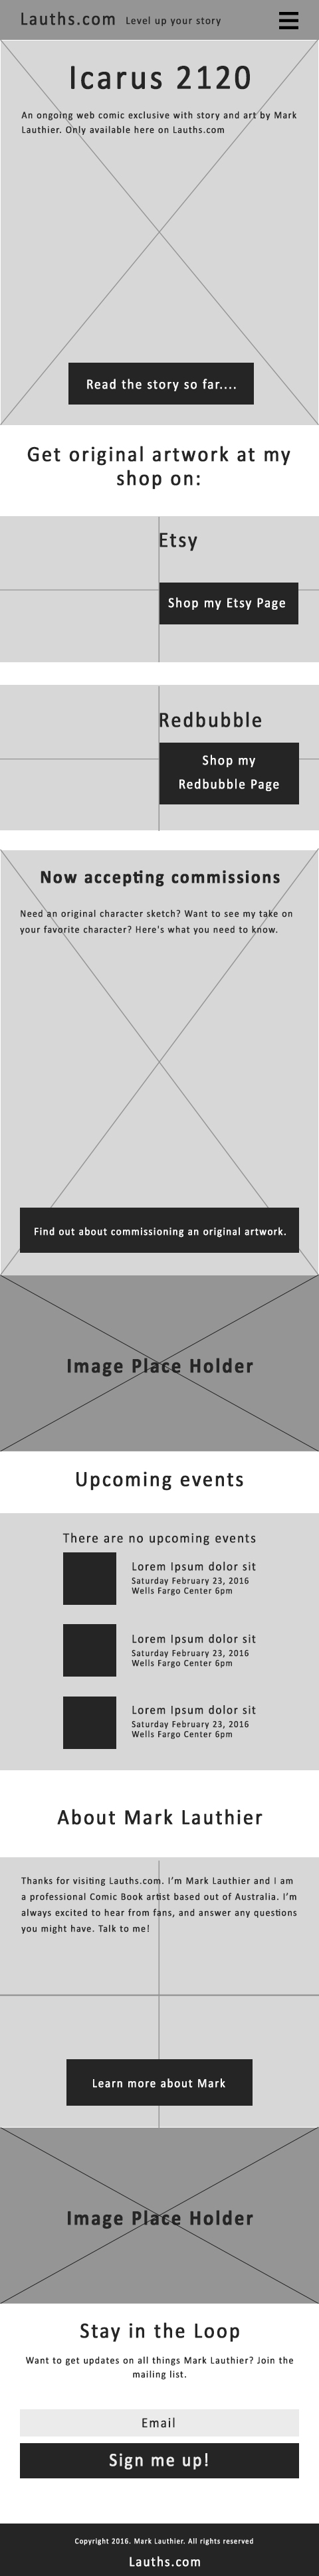 Lauths.com Level up your story
Icarus 2120
An ongoing web comic exclusive with story and art by Mark
Lauthier. Only available here on Lauths.com
Read the story so far....
Get original artwork at my
shop on:
Etsy
Shop my Etsy Page
Redbubble
Shop my
Redbubble Page
Now accepting commissions
Need an original character sketch? Want to see my take on
your favorite character? Here's what you need to know.
Find out about commissioning an original artwork.
Image Place Holder
Upcoming events
There are no upcoming events
Lorem Ipsum dolor sit
Saturday February 23, 2016
Wells Fargo Center 6pm
Lorem Ipsum dolor sit
Saturday February 23, 2016
Wells Fargo Center 6pm
Lorem Ipsum dolor sit
Saturday February 23, 2016
Wells Fargo Center 6pm
About Mark Lauthier
Thanks for visiting Lauths.com. I’m Mark Lauthier and I am
a professional Comic Book artist based out of Australia. I’m
always excited to hear from fans, and answer any questions
you might have. Talk to me!
Learn more about Mark
Image Place Holder
Stay in the Loop
Want to get updates on all things Mark Lauthier? Join the
mailing list.
Email
Sign me up!
Copyright 2016. Mark Lauthier. All rights reserved
Lauths.com